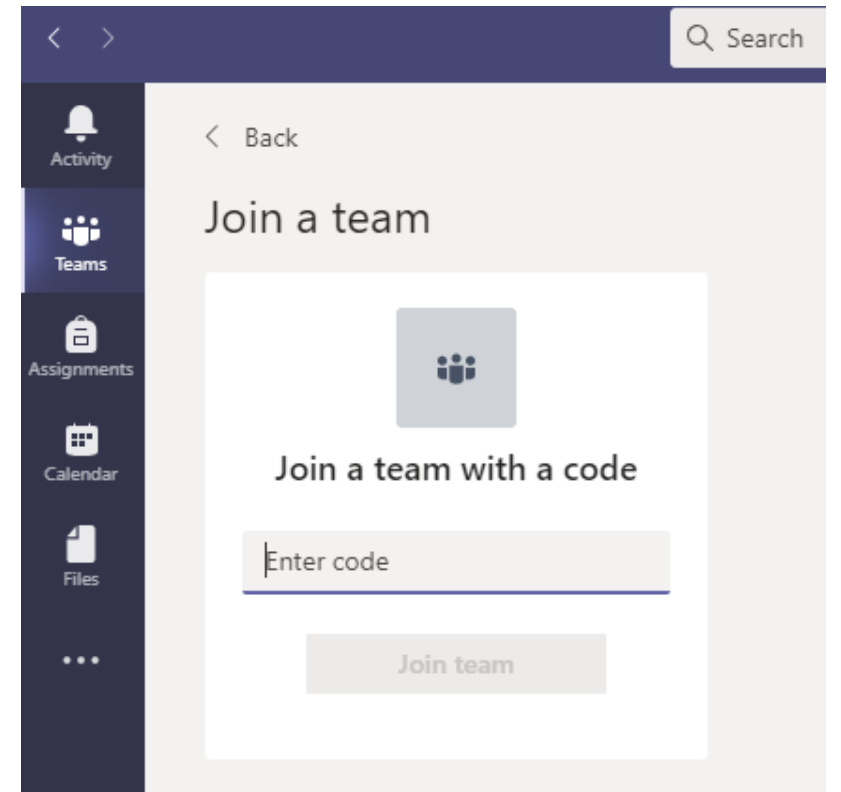 Search
Activity
Teams
Assignments
Calendar
Files
Back
Join a team
Join a team with a code
Enter code
Join team